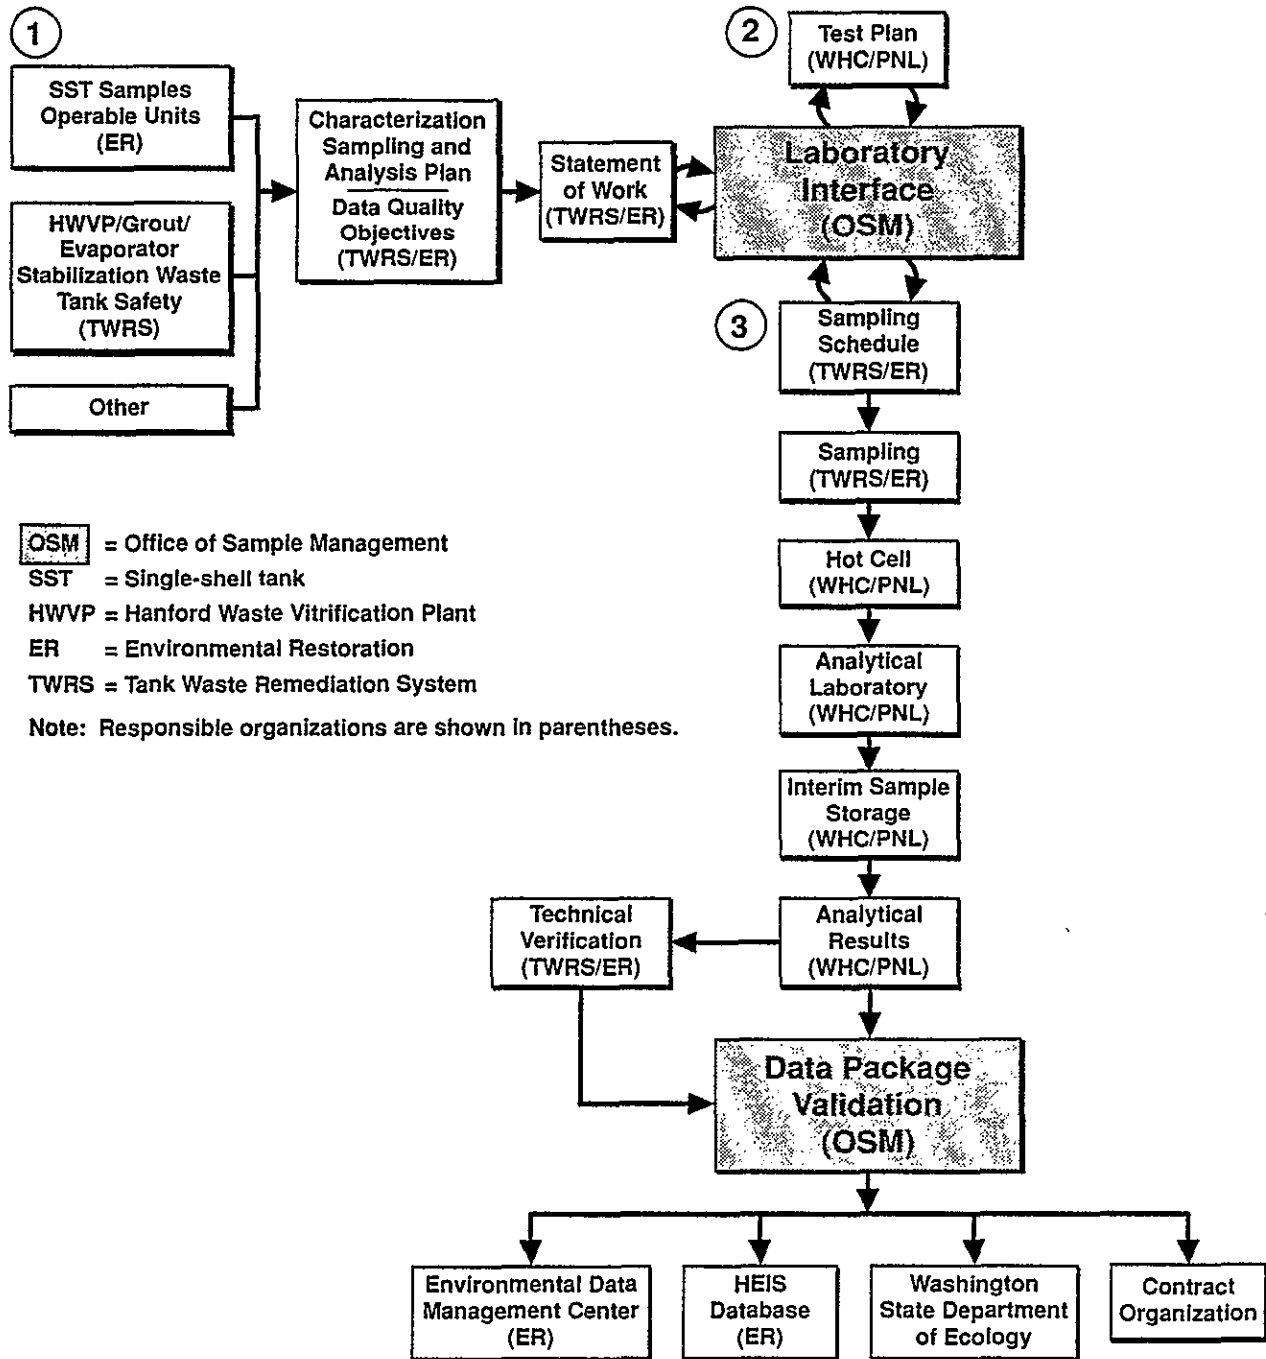 1
SST Samples
Operable Units
(ER)
HWVP/Grout/
Evaporator
Stabilization Waste
Tank Safety
(TWRS)
Other
Characterization
Sampling and
Analysis Plan
Data Quality
Objectives
(TWRS/ER)
Statement
of Work
(TWRS/ER)
2
Test Plan
(WHC/PNL)
Laboratory
Interface
(OSM)
3
Sampling
Schedule
(TWRS/ER)
Sampling
(TWRS/ER)
Hot Cell
(WHC/PNL)
Analytical
Laboratory
(WHC/PNL)
Interim Sample
Storage
(WHC/PNL)
Analytical
Results
(WHC/PNL)
Technical
Verification
(TWRS/ER)
Data Package
Validation
(OSM)
Environmental Data
Management Center
(ER)
HEIS
Database
(ER)
Washington
State Department
of Ecology
Contract
Organization
OSM = Office of Sample Management
SST = Single-shell tank
HWVP = Hanford Waste Vitrification Plant
ER = Environmental Restoration
TWRS = Tank Waste Remediation System
Note: Responsible organizations are shown in parentheses.